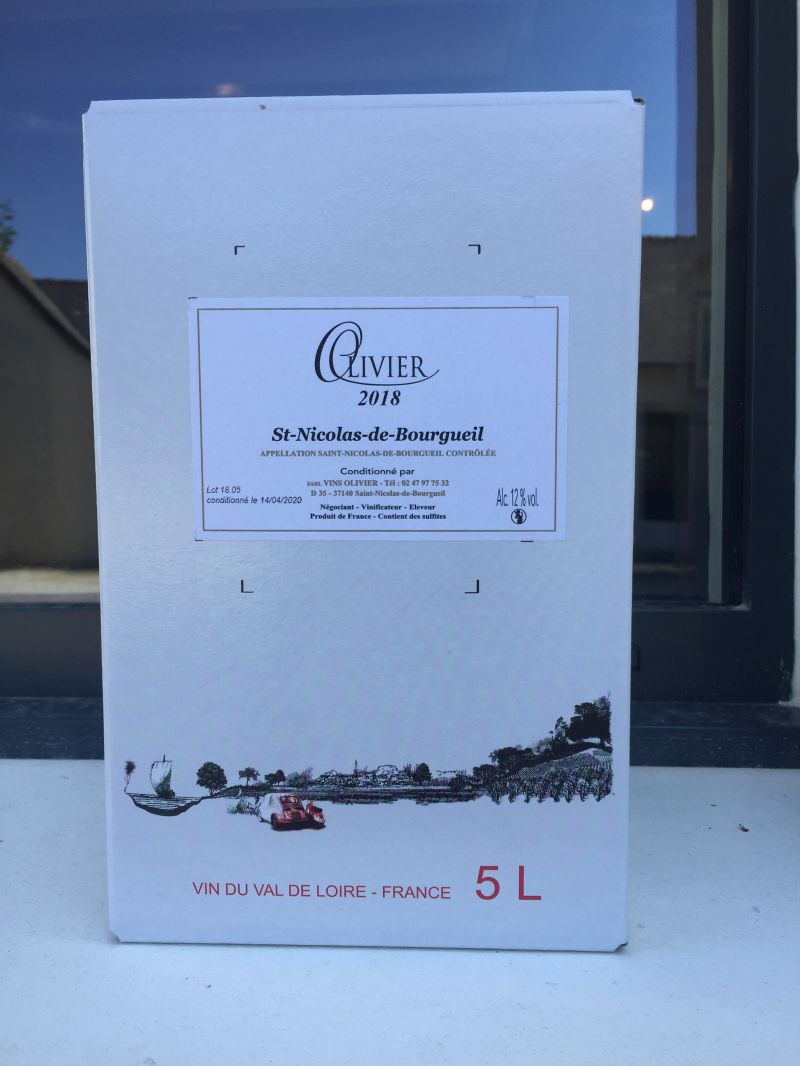 OLIVIER
2018
St-Nicolas-de-Bourgueil
APPELLATION SAINT-NICOLAS-DE-BOURGUEIL CONTRÔLÉE
Conditionné par
SARL VINS OLIVIER - Tél : 02 47 97 75 32
D 35 - 37140 Saint-Nicolas-de-Bourgueil
Négociant - Vinificateur - Eleveur
Produit de France - Contient des sulfites
Lot 18.05
conditionné le 14/04/2020
Alc. 12 % vol.
VIN DU VAL DE LOIRE - FRANCE 5 L